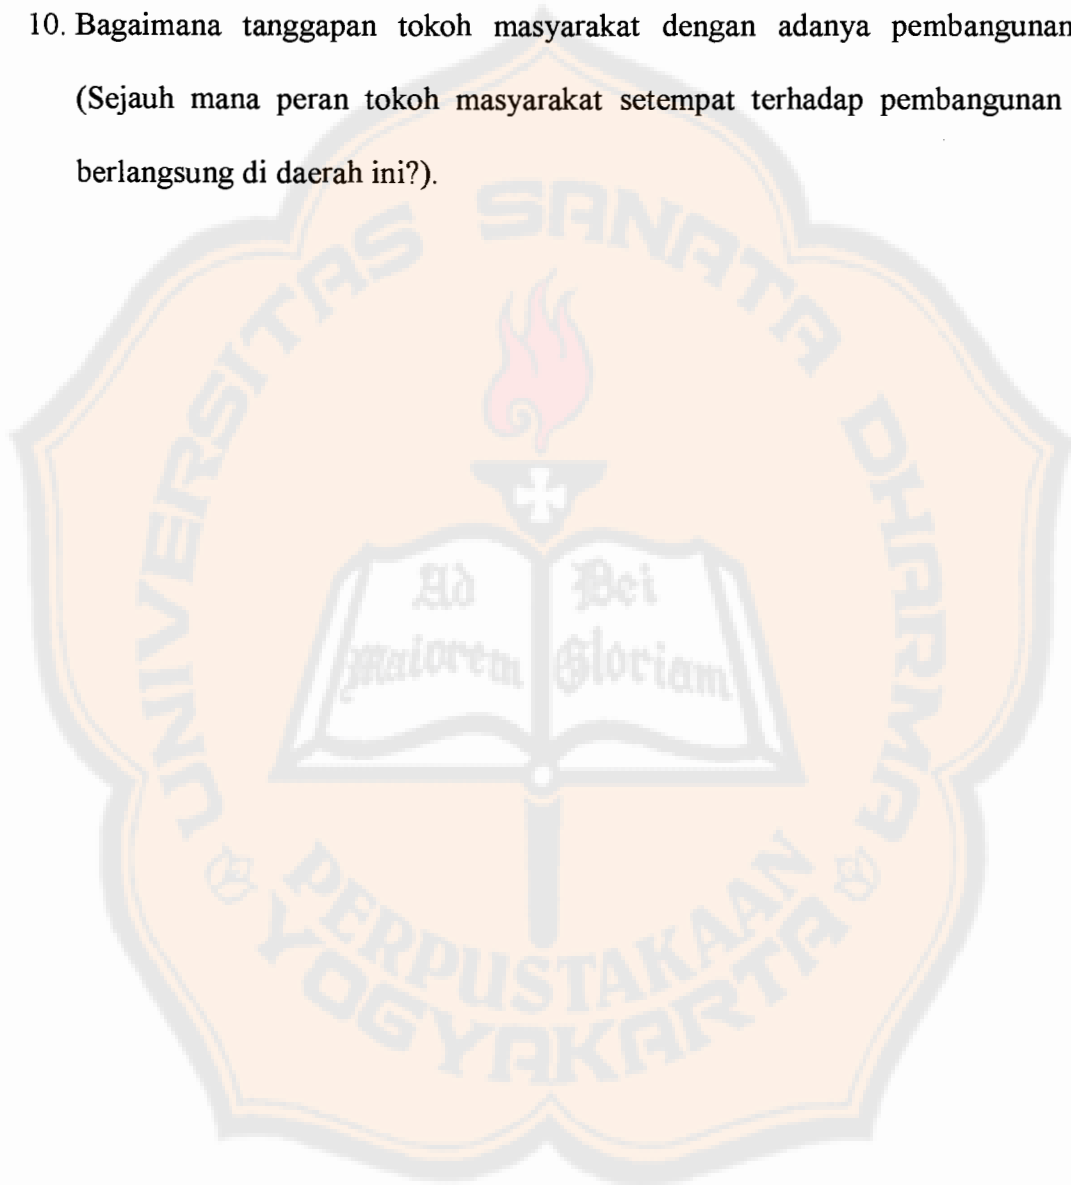 10. Bagaimana tanggapan tokoh masyarakat dengan adanya pembangunan
(Sejauh mana peran tokoh masyarakat setempat terhadap pembangunan
berlangsung di daerah ini?).
UNIVERSITAS SANATA DHARMA
Ad Dei
Maiorem Gloriam
PERPUSTAKAAN
YOGYAKARTA